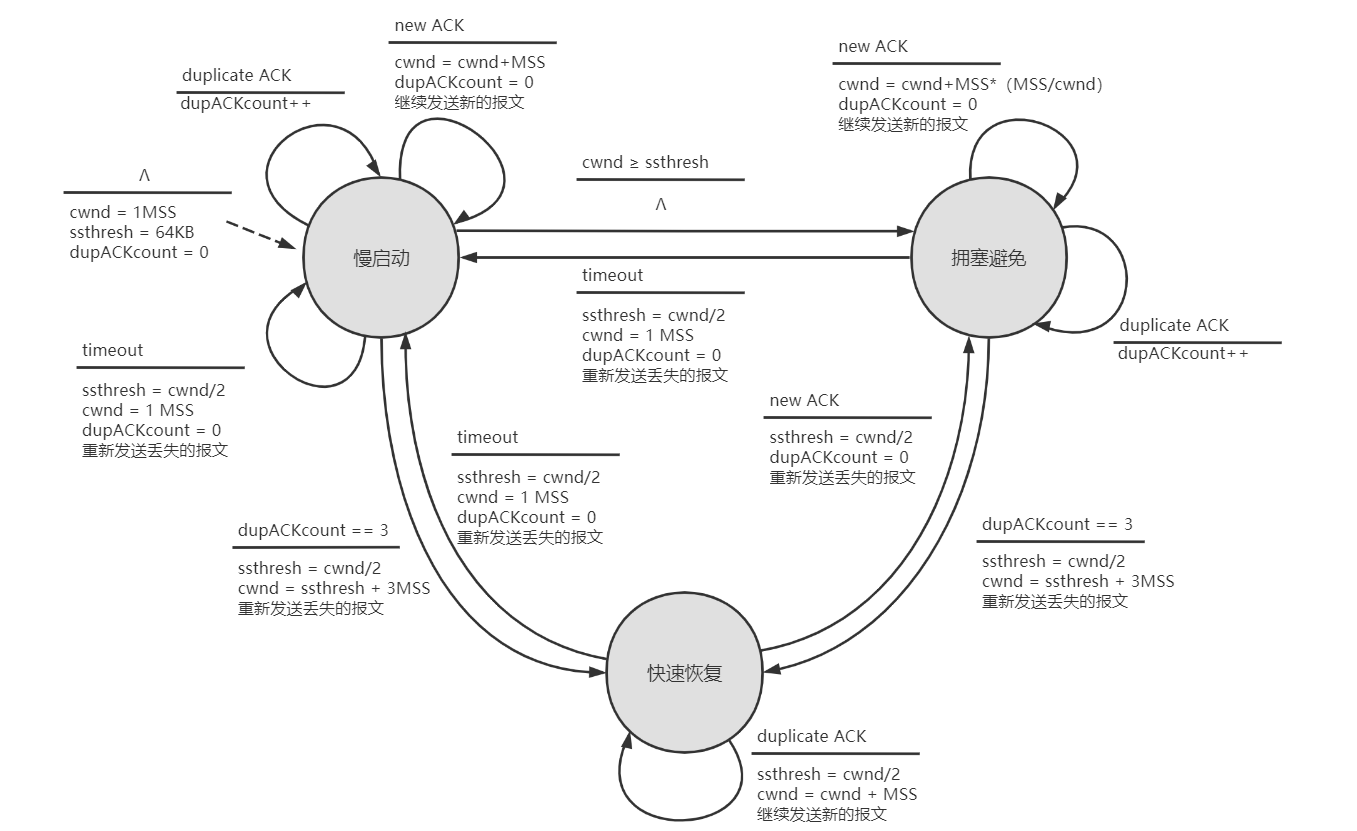 new ACK
cwnd = cwnd+MSS
dupACKcount = 0
继续发送新的报文
duplicate ACK
dupACKcount++
new ACK
cwnd = cwnd+MSS*（MSS/cwnd）
dupACKcount = 0
继续发送新的报文
Λ
cwnd = 1MSS
ssthresh = 64KB
dupACKcount = 0
cwnd ≥ ssthresh
Λ
慢启动
拥塞避免
timeout
ssthresh = cwnd/2
cwnd = 1 MSS
dupACKcount = 0
重新发送丢失的报文
duplicate ACK
dupACKcount++
timeout
ssthresh = cwnd/2
cwnd = 1 MSS
dupACKcount = 0
重新发送丢失的报文
timeout
ssthresh = cwnd/2
cwnd = 1 MSS
dupACKcount = 0
重新发送丢失的报文
new ACK
ssthresh = cwnd/2
dupACKcount = 0
重新发送丢失的报文
dupACKcount == 3
ssthresh = cwnd/2
cwnd = ssthresh + 3MSS
重新发送丢失的报文
dupACKcount == 3
ssthresh = cwnd/2
cwnd = ssthresh + 3MSS
重新发送丢失的报文
快速恢复
duplicate ACK
ssthresh = cwnd/2
cwnd = cwnd + MSS
继续发送新的报文